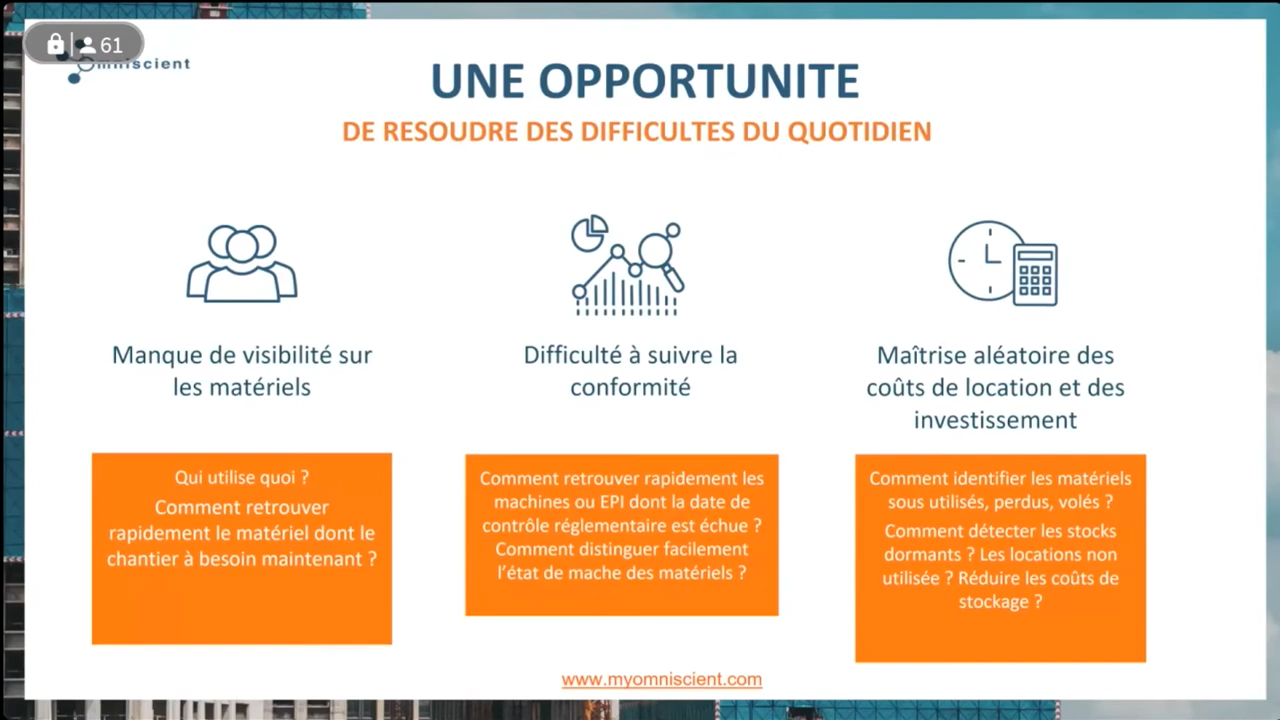 61
Omniscient
UNE OPPORTUNITE
DE RESOUDRE DES DIFFICULTES DU QUOTIDIEN
Manque de visibilité sur
les matériels
Qui utilise quoi ?
Comment retrouver
rapidement le matériel dont le
chantier à besoin maintenant ?
Difficulté à suivre la
conformité
Comment retrouver rapidement les
machines ou EPI dont la date de
contrôle réglementaire est échue ?
Comment distinguer facilement
l’état de mache des matériels ?
Maîtrise aléatoire des
coûts de location et des
investissement
Comment identifier les matériels
sous utilisés, perdus, volés ?
Comment détecter les stocks
dormants ? Les locations non
utilisée ? Réduire les coûts de
stockage ?
www.myomniscient.com